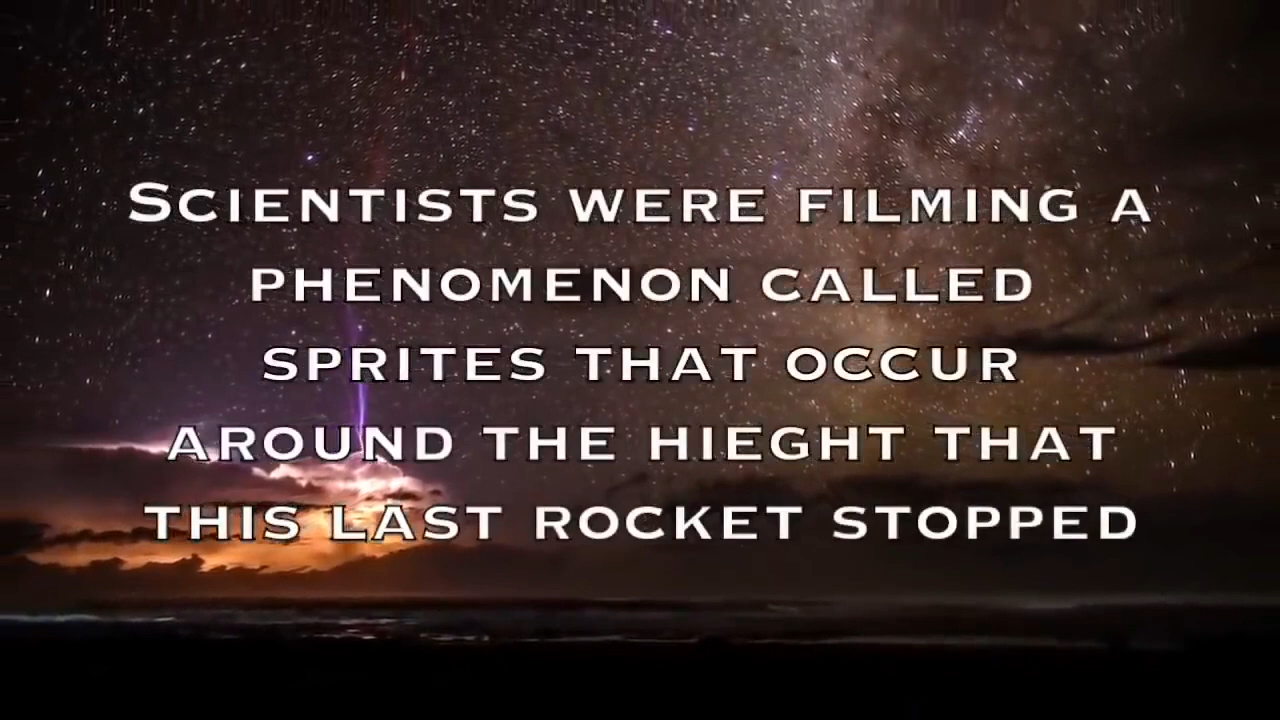 Scientists were filming a
phenomenon called
sprites that occur
around the hieght that
this last rocket stopped